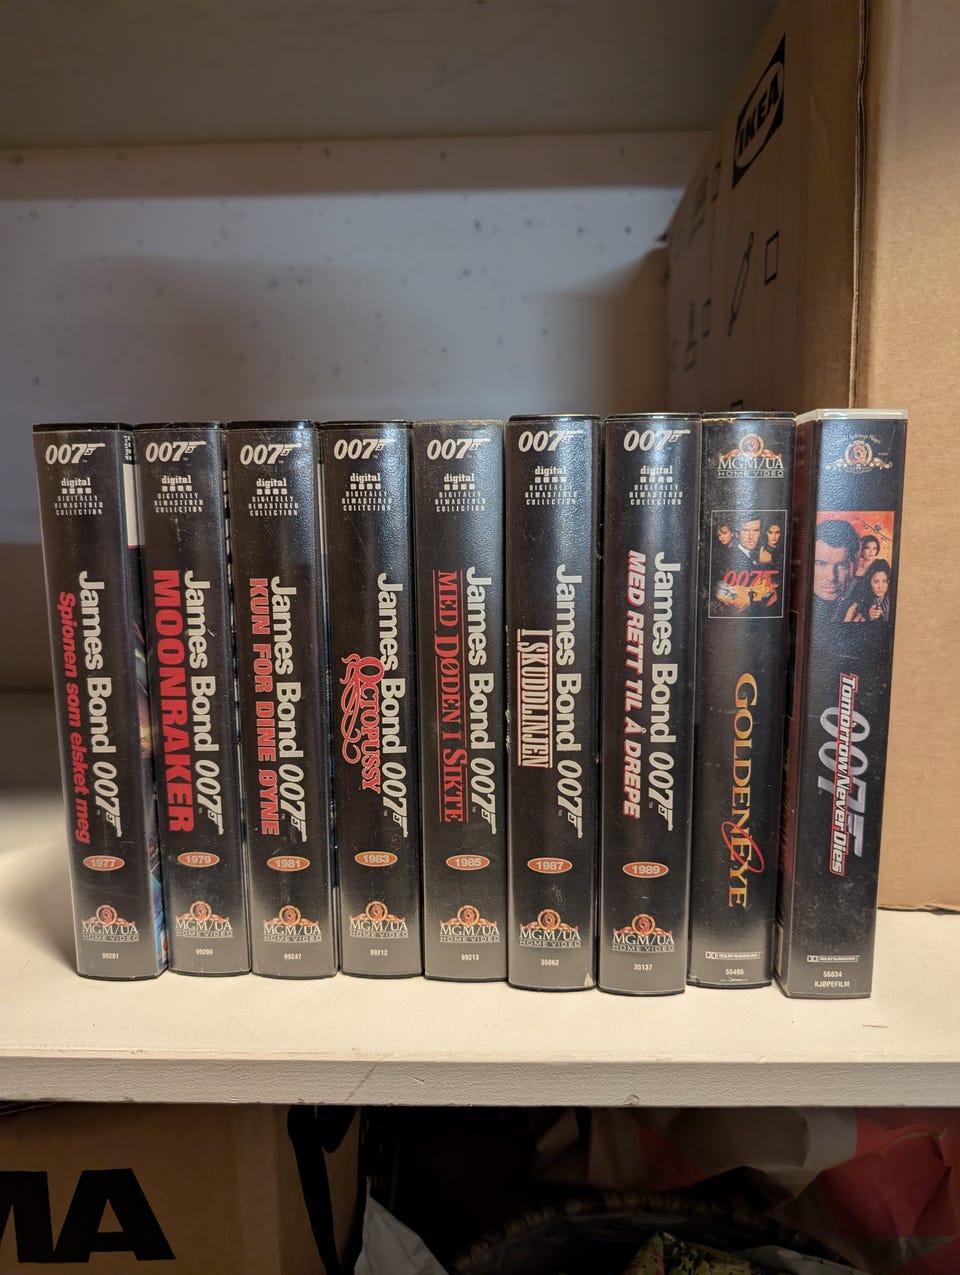 IKEA
007
digital
DIGITALLY
REMASTERED
COLLECTION
James Bond 007
Spionen som elsket meg
1977
MGM/UA
HOME VIDEO
99201
007
digital
DIGITALLY
REMASTERED
COLLECTION
James Bond 007
MOONRAKER
1979
MGM/UA
HOME VIDEO
99200
007
digital
DIGITALLY
REMASTERED
COLLECTION
James Bond 007
KUN FOR DINE ØYNE
1981
MGM/UA
HOME VIDEO
99247
007
digital
DIGITALLY
REMASTERED
COLLECTION
James Bond 007
OCTOPUSSY
1983
MGM/UA
HOME VIDEO
99212
007
digital
DIGITALLY
REMASTERED
COLLECTION
James Bond 007
MED DØDEN I SIKTE
1985
MGM/UA
HOME VIDEO
99213
007
digital
DIGITALLY
REMASTERED
COLLECTION
James Bond 007
I SKUDDLINJEN
1987
MGM/UA
HOME VIDEO
35062
007
digital
DIGITALLY
REMASTERED
COLLECTION
James Bond 007
MED RETT TIL Å DREPE
1989
MGM/UA
HOME VIDEO
35137
MGM/UA
HOME VIDEO
007
GOLDENEYE
DOLBY SURROUND
55495
007
Tomorrow Never Dies
DOLBY SURROUND
56834
KJØPEFILM
MA